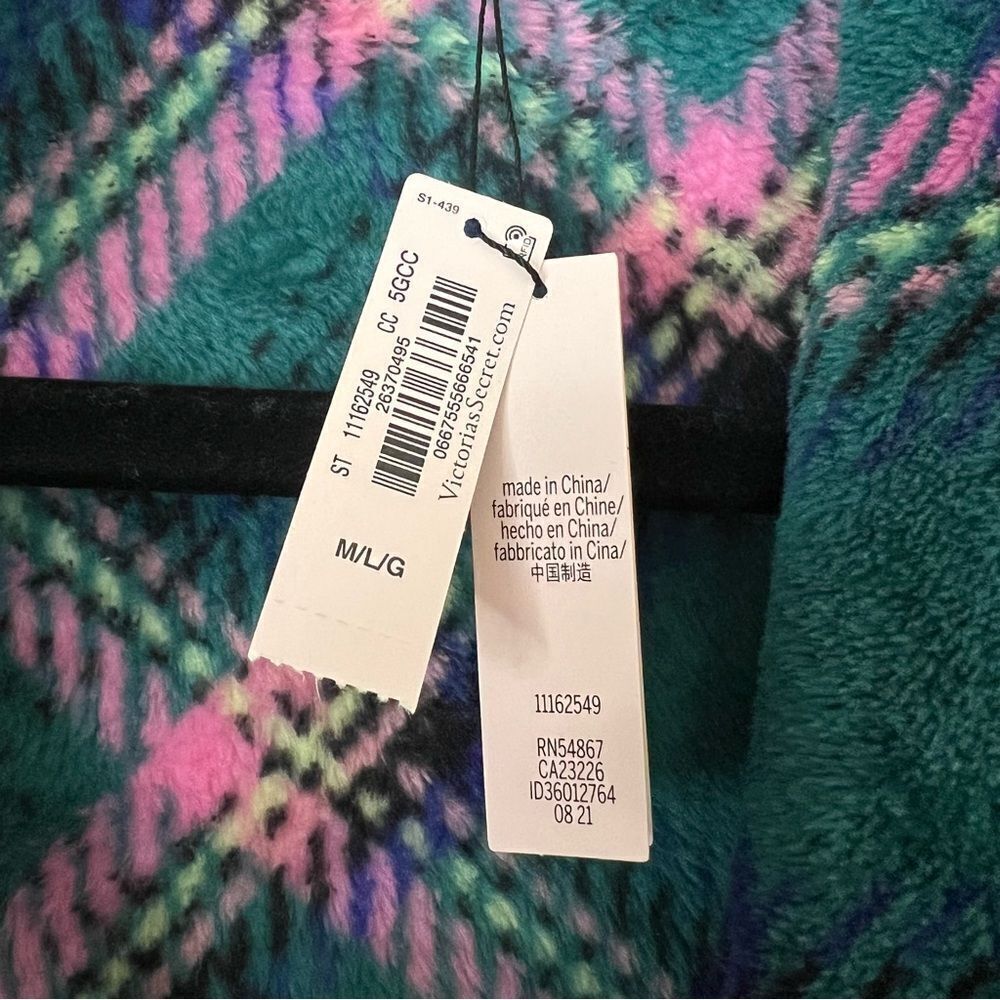 S1-439
RFID
ST 11162549 CC 5GCC
26370495
0667555666541
VictoriasSecret.com
M/L/G
made in China/
fabriqué en Chine/
hecho en China/
fabbricato in Cina/
中国制造
11162549
RN54867
CA23226
ID36012764
08 21